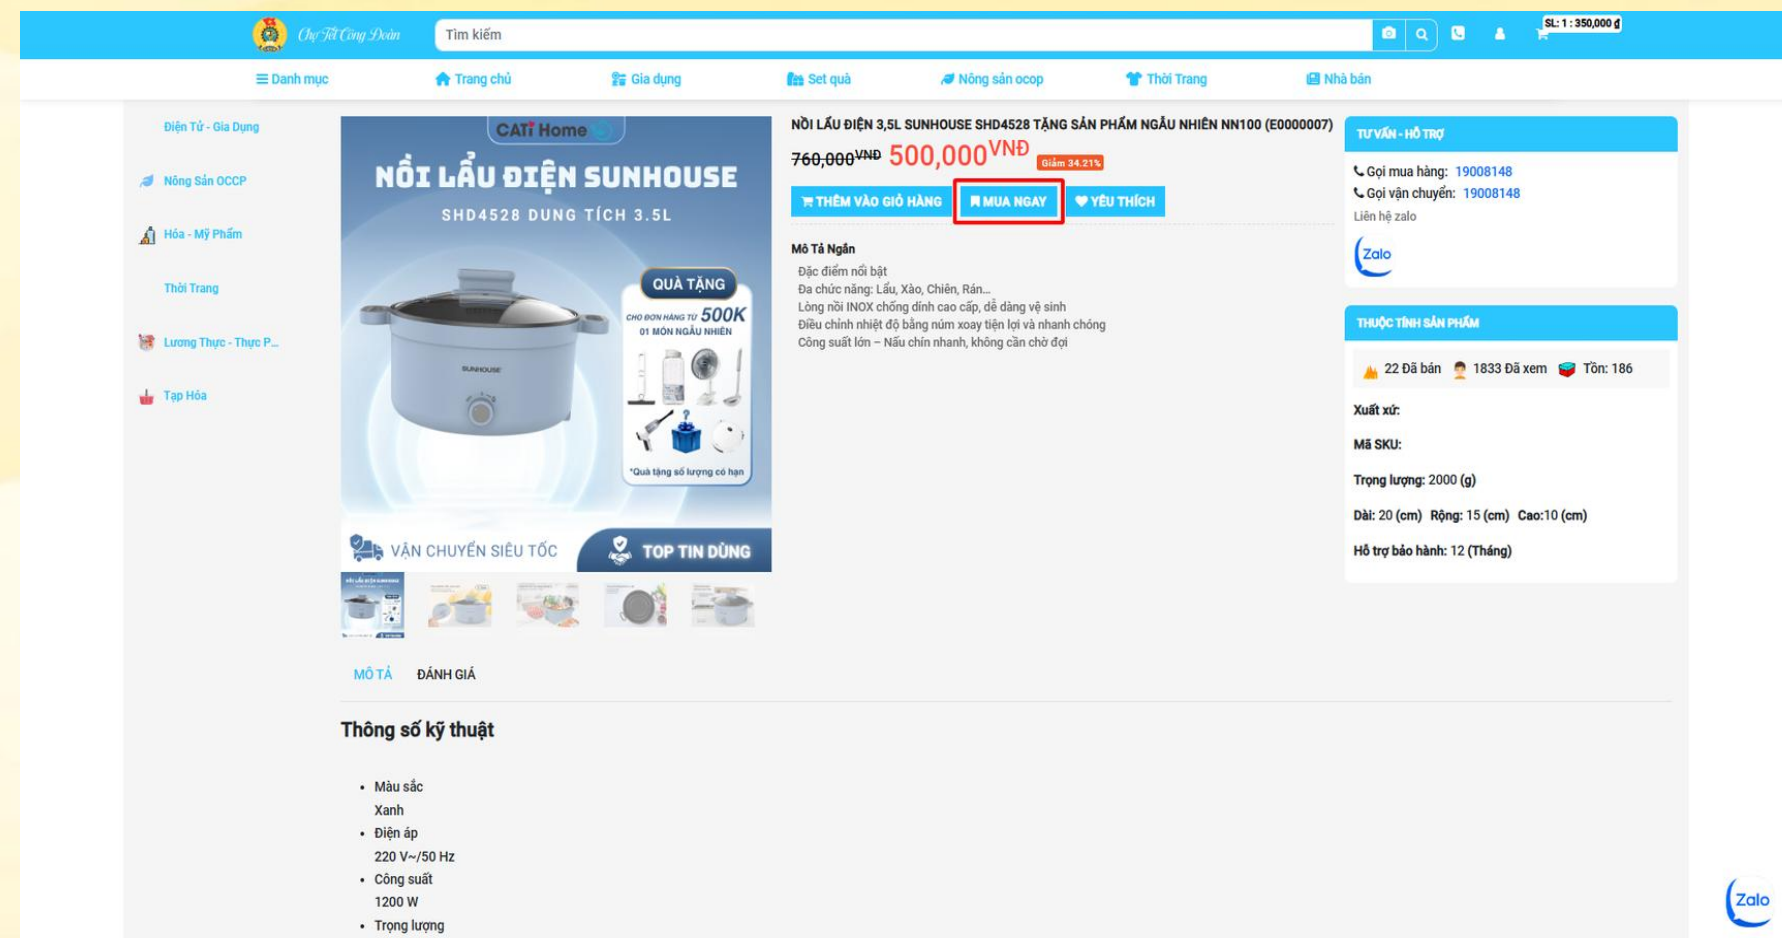 Chợ Tết Công Đoàn
Tìm kiếm
SL: 1 : 350,000 ₫
Danh mục
Trang chủ
Gia dụng
Set quà
Nông sản ocop
Thời Trang
Nhà bán
Điện Tử - Gia Dụng
Nông Sản OCCP
Hóa - Mỹ Phẩm
Thời Trang
Lương Thực - Thực P...
Tạp Hóa
CATi Home
NỒI LẨU ĐIỆN SUNHOUSE
SHD4528 DUNG TÍCH 3.5L
QUÀ TẶNG
CHO ĐƠN HÀNG TỪ 500K
01 MÓN NGẪU NHIÊN
SUNHOUSE
*Quà tặng số lượng có hạn
VẬN CHUYỂN SIÊU TỐC
TOP TIN DÙNG
NỒI LẨU ĐIỆN 3,5L SUNHOUSE SHD4528 TẶNG SẢN PHẨM NGẪU NHIÊN NN100 (E0000007)
760,000VNĐ 500,000VNĐ Giảm 34.21%
THÊM VÀO GIỎ HÀNG
MUA NGAY
YÊU THÍCH
Mô Tả Ngắn
Đặc điểm nổi bật
Đa chức năng: Lẩu, Xào, Chiên, Rán...
Lòng nồi INOX chống dính cao cấp, dễ dàng vệ sinh
Điều chỉnh nhiệt độ bằng núm xoay tiện lợi và nhanh chóng
Công suất lớn – Nấu chín nhanh, không cần chờ đợi
TƯ VẤN - HỖ TRỢ
Gọi mua hàng: 19008148
Gọi vận chuyển: 19008148
Liên hệ zalo
Zalo
THUỘC TÍNH SẢN PHẨM
22 Đã bán 1833 Đã xem Tồn: 186
Xuất xứ:
Mã SKU:
Trọng lượng: 2000 (g)
Dài: 20 (cm) Rộng: 15 (cm) Cao:10 (cm)
Hỗ trợ bảo hành: 12 (Tháng)
MÔ TẢ
ĐÁNH GIÁ
Thông số kỹ thuật
Màu sắc
Xanh
Điện áp
220 V~/50 Hz
Công suất
1200 W
Trọng lượng
Zalo